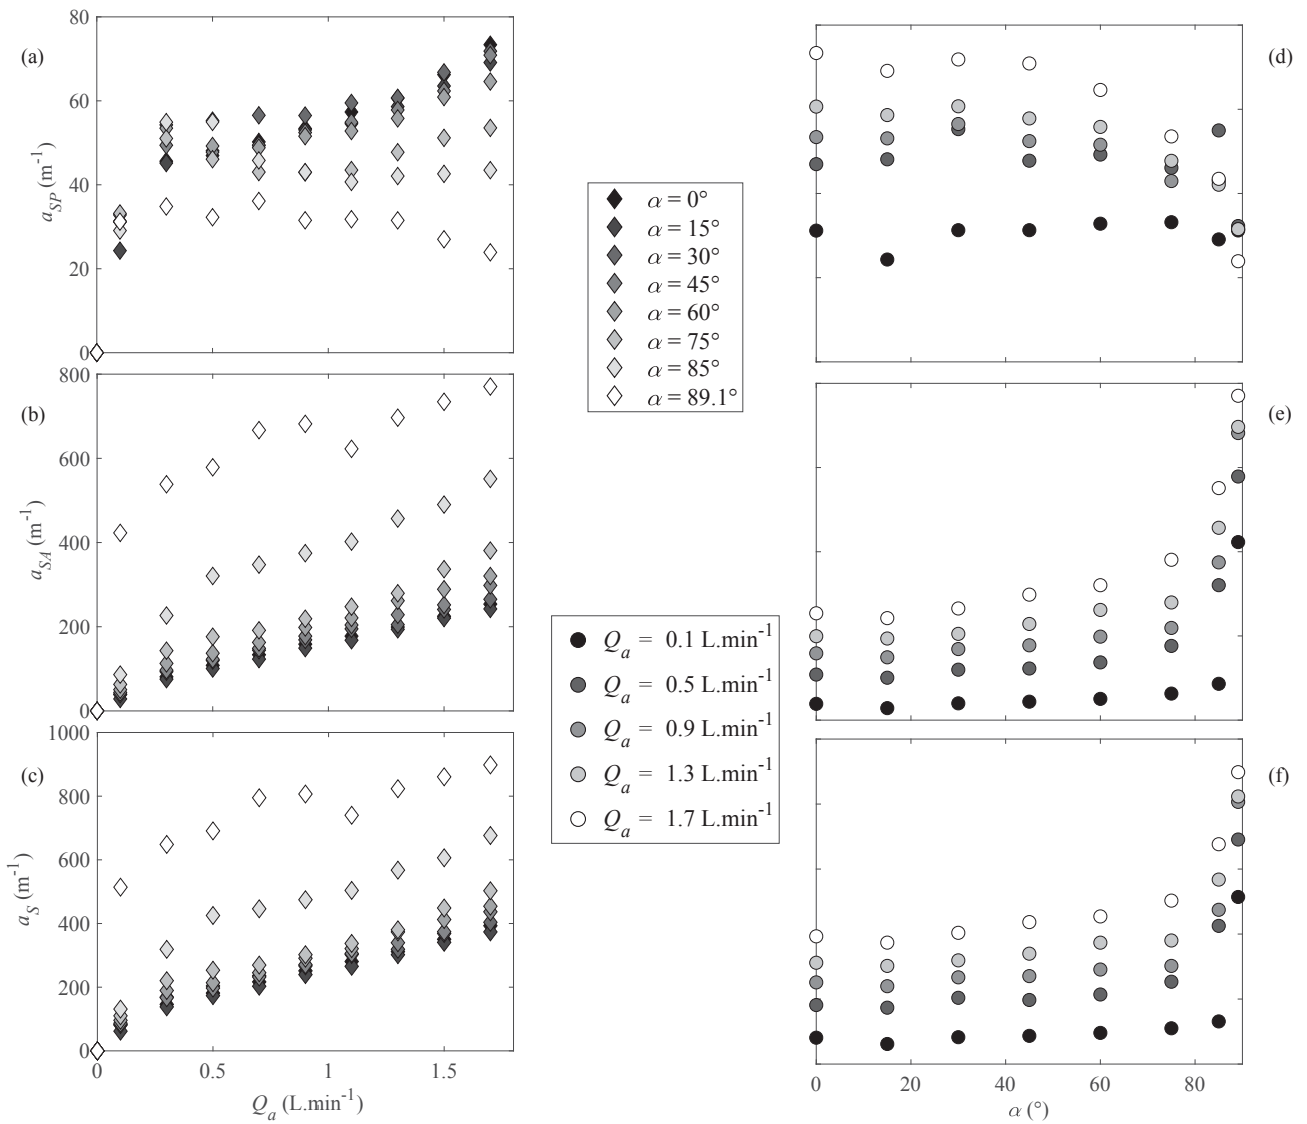 (a)
80
60
40
20
0
a_SP (m^-1)
(b)
800
600
400
200
0
a_SA (m^-1)
(c)
1000
800
600
400
200
0
a_S (m^-1)
0 0.5 1 1.5
Q_a (L.min^-1)
α = 0°
α = 15°
α = 30°
α = 45°
α = 60°
α = 75°
α = 85°
α = 89.1°
Q_a = 0.1 L.min^-1
Q_a = 0.5 L.min^-1
Q_a = 0.9 L.min^-1
Q_a = 1.3 L.min^-1
Q_a = 1.7 L.min^-1
(d)
(e)
(f)
0 20 40 60 80
α (°)